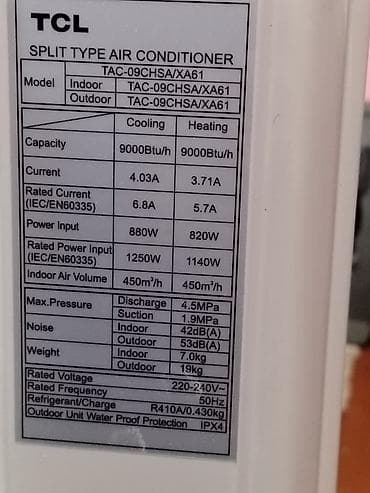 TCL
SPLIT TYPE AIR CONDITIONER
Model TAC-09CHSA/XA61
Indoor TAC-09CHSA/XA61
Outdoor TAC-09CHSA/XA61
Cooling Heating
Capacity 9000Btu/h 9000Btu/h
Current 4.03A 3.71A
Rated Current (IEC/EN60335) 6.8A 5.7A
Power Input 880W 820W
Rated Power Input (IEC/EN60335) 1250W 1140W
Indoor Air Volume 450m³/h 450m³/h
Max.Pressure Discharge 4.5MPa
Suction 1.9MPa
Noise Indoor 42dB(A)
Outdoor 53dB(A)
Weight Indoor 7.0kg
Outdoor 19kg
Rated Voltage 220-240V~
Rated Frequency 50Hz
Refrigerant/Charge R410A/0.430kg
Outdoor Unit Water Proof Protection IPX4